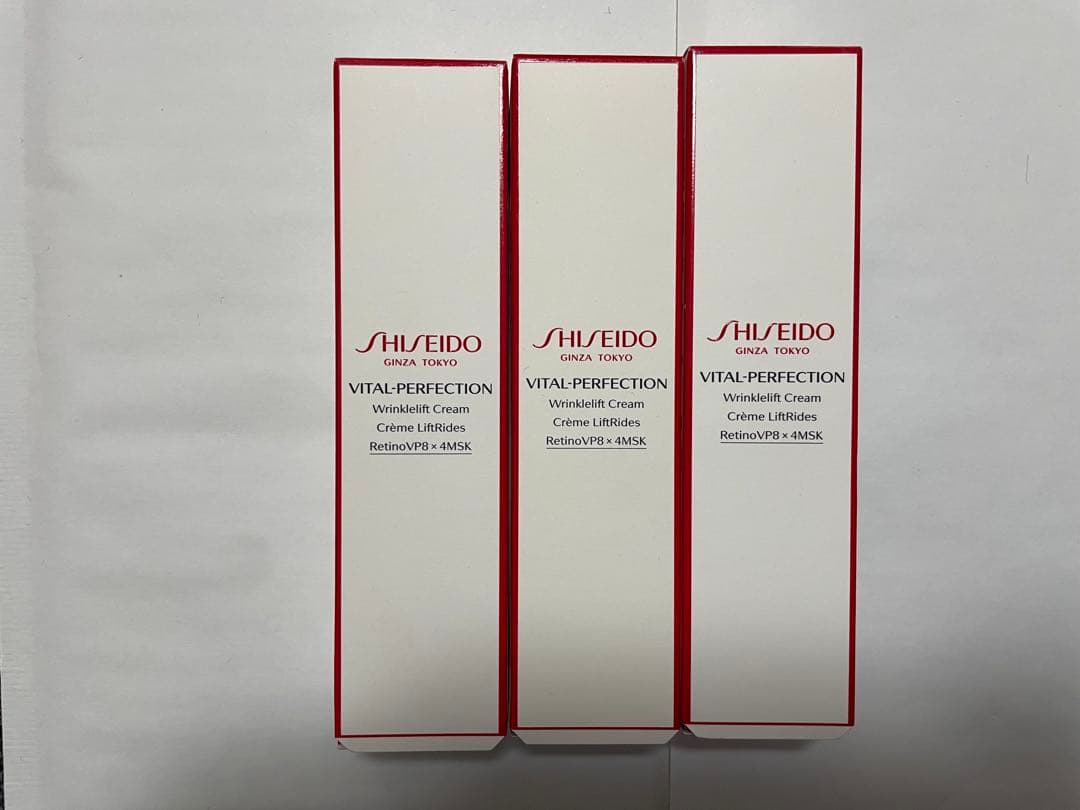 SHISEIDO
GINZA TOKYO
VITAL-PERFECTION
Wrinklelift Cream
Crème LiftRides
RetinoVP8 × 4MSK
SHISEIDO
GINZA TOKYO
VITAL-PERFECTION
Wrinklelift Cream
Crème LiftRides
RetinoVP8 × 4MSK
SHISEIDO
GINZA TOKYO
VITAL-PERFECTION
Wrinklelift Cream
Crème LiftRides
RetinoVP8 × 4MSK